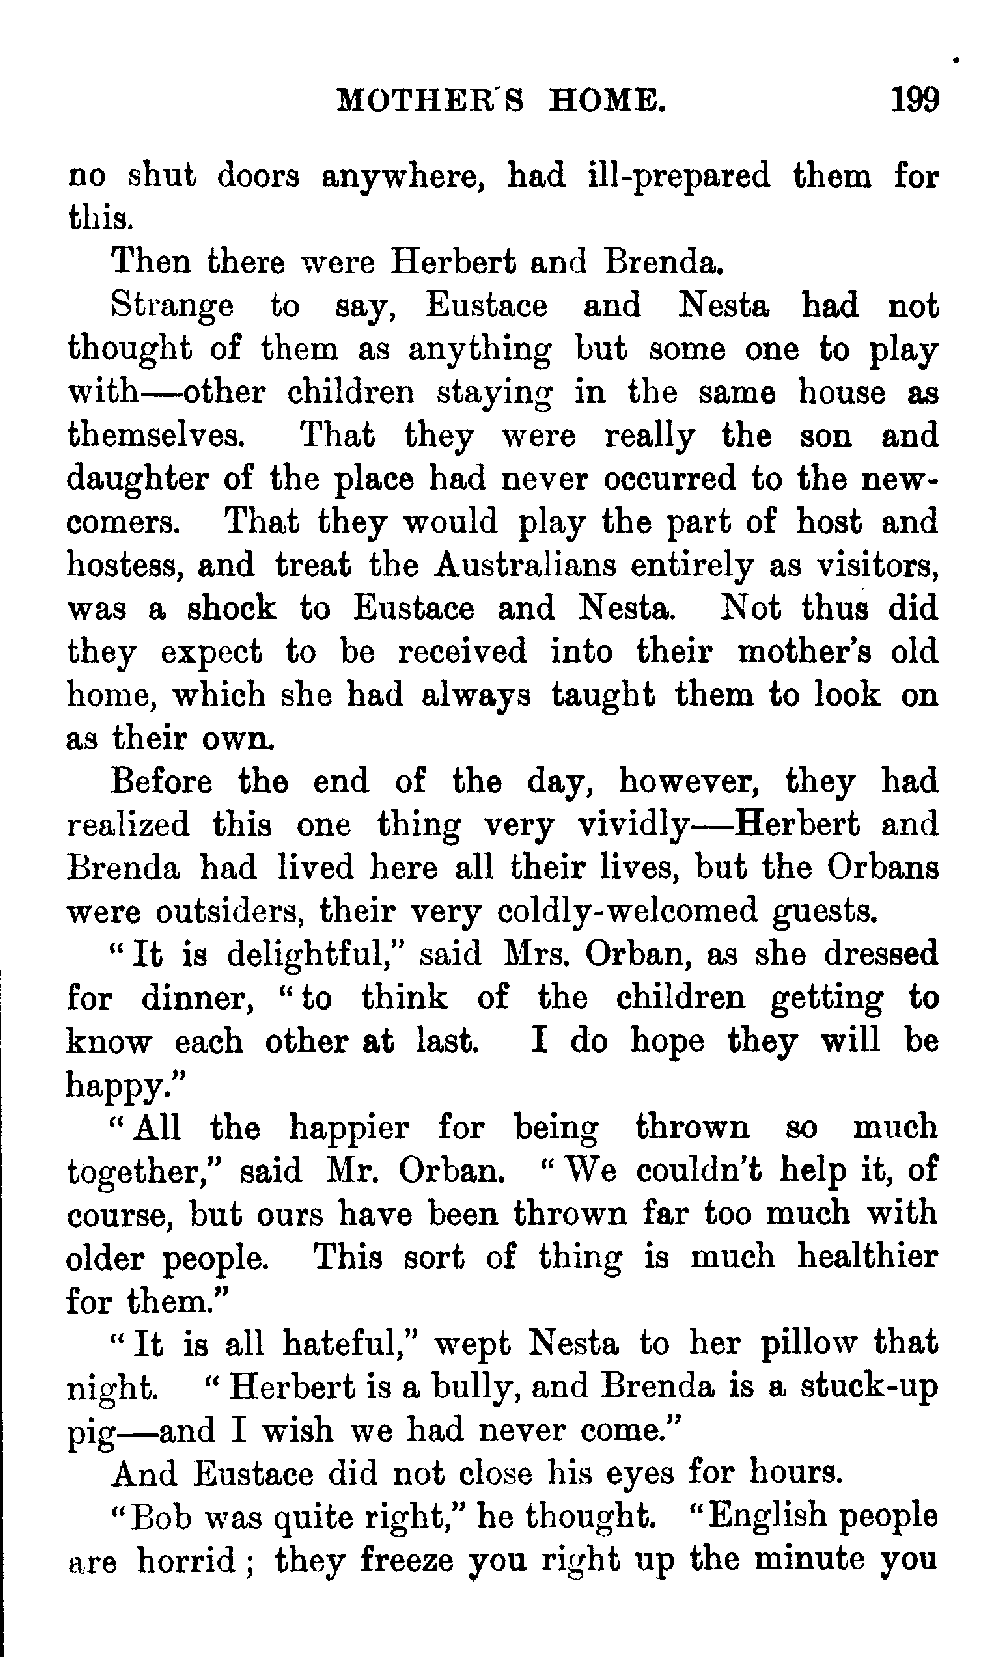 MOTHER'S HOME. 199
no shut doors anywhere, had ill-prepared them for
this.
Then there were Herbert and Brenda.
Strange to say, Eustace and Nesta had not
thought of them as anything but some one to play
with—other children staying in the same house as
themselves. That they were really the son and
daughter of the place had never occurred to the new-
comers. That they would play the part of host and
hostess, and treat the Australians entirely as visitors,
was a shock to Eustace and Nesta. Not thus did
they expect to be received into their mother's old
home, which she had always taught them to look on
as their own.
Before the end of the day, however, they had
realized this one thing very vividly—Herbert and
Brenda had lived here all their lives, but the Orbans
were outsiders, their very coldly-welcomed guests.
"It is delightful," said Mrs. Orban, as she dressed
for dinner, "to think of the children getting to
know each other at last. I do hope they will be
happy."
"All the happier for being thrown so much
together," said Mr. Orban. "We couldn't help it, of
course, but ours have been thrown far too much with
older people. This sort of thing is much healthier
for them."
"It is all hateful," wept Nesta to her pillow that
night. "Herbert is a bully, and Brenda is a stuck-up
pig—and I wish we had never come."
And Eustace did not close his eyes for hours.
"Bob was quite right," he thought. "English people
are horrid; they freeze you right up the minute you